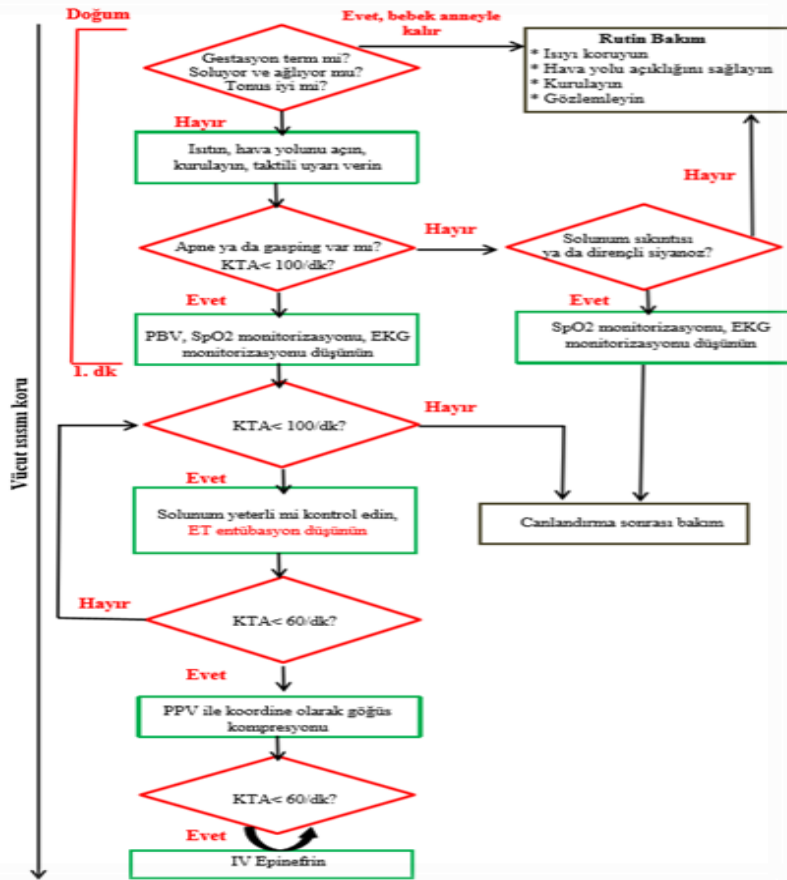 Doğum
Evet, bebek anneyle
kalır
Gestasyon term mi?
Soluyor ve ağlıyor mu?
Tonus iyi mi?
Rutin Bakım
* Isıyı koruyun
* Hava yolu açıklığını sağlayın
* Kurulayın
* Gözlemleyin
Hayır
Isıtın, hava yolunu açın,
kurulayın, taktili uyarı verin
Hayır
Apne ya da gasping var mı?
KTA< 100/dk?
Hayır
Solunum sıkıntısı
ya da dirençli siyanoz?
Evet
Evet
PBV, SpO2 monitorizasyonu, EKG
monitorizasyonu düşünün
SpO2 monitorizasyonu, EKG
monitorizasyonu düşünün
1. dk
KTA< 100/dk?
Hayır
Evet
Solunum yeterli mi kontrol edin,
ET entübasyon düşünün
Canlandırma sonrası bakım
Hayır
KTA< 60/dk?
Evet
PPV ile koordine olarak göğüs
kompresyonu
KTA< 60/dk?
Evet
IV Epinefrin
Vücut ısısını koru